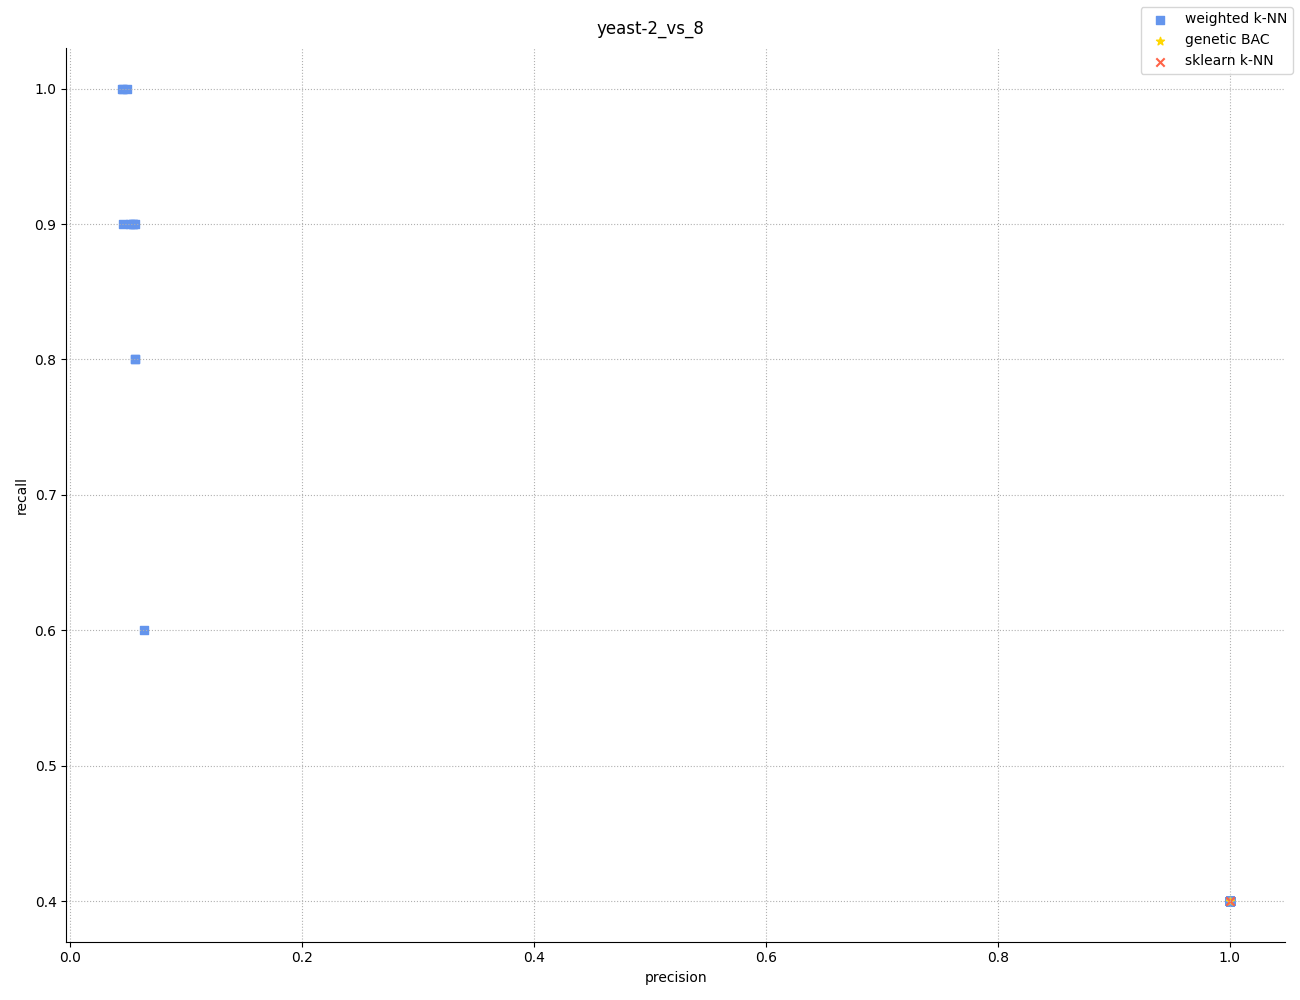 yeast-2_vs_8
weighted k-NN
genetic BAC
sklearn k-NN
1.0
0.9
0.8
0.7
0.6
0.5
0.4
recall
0.0 0.2 0.4 0.6 0.8 1.0
precision